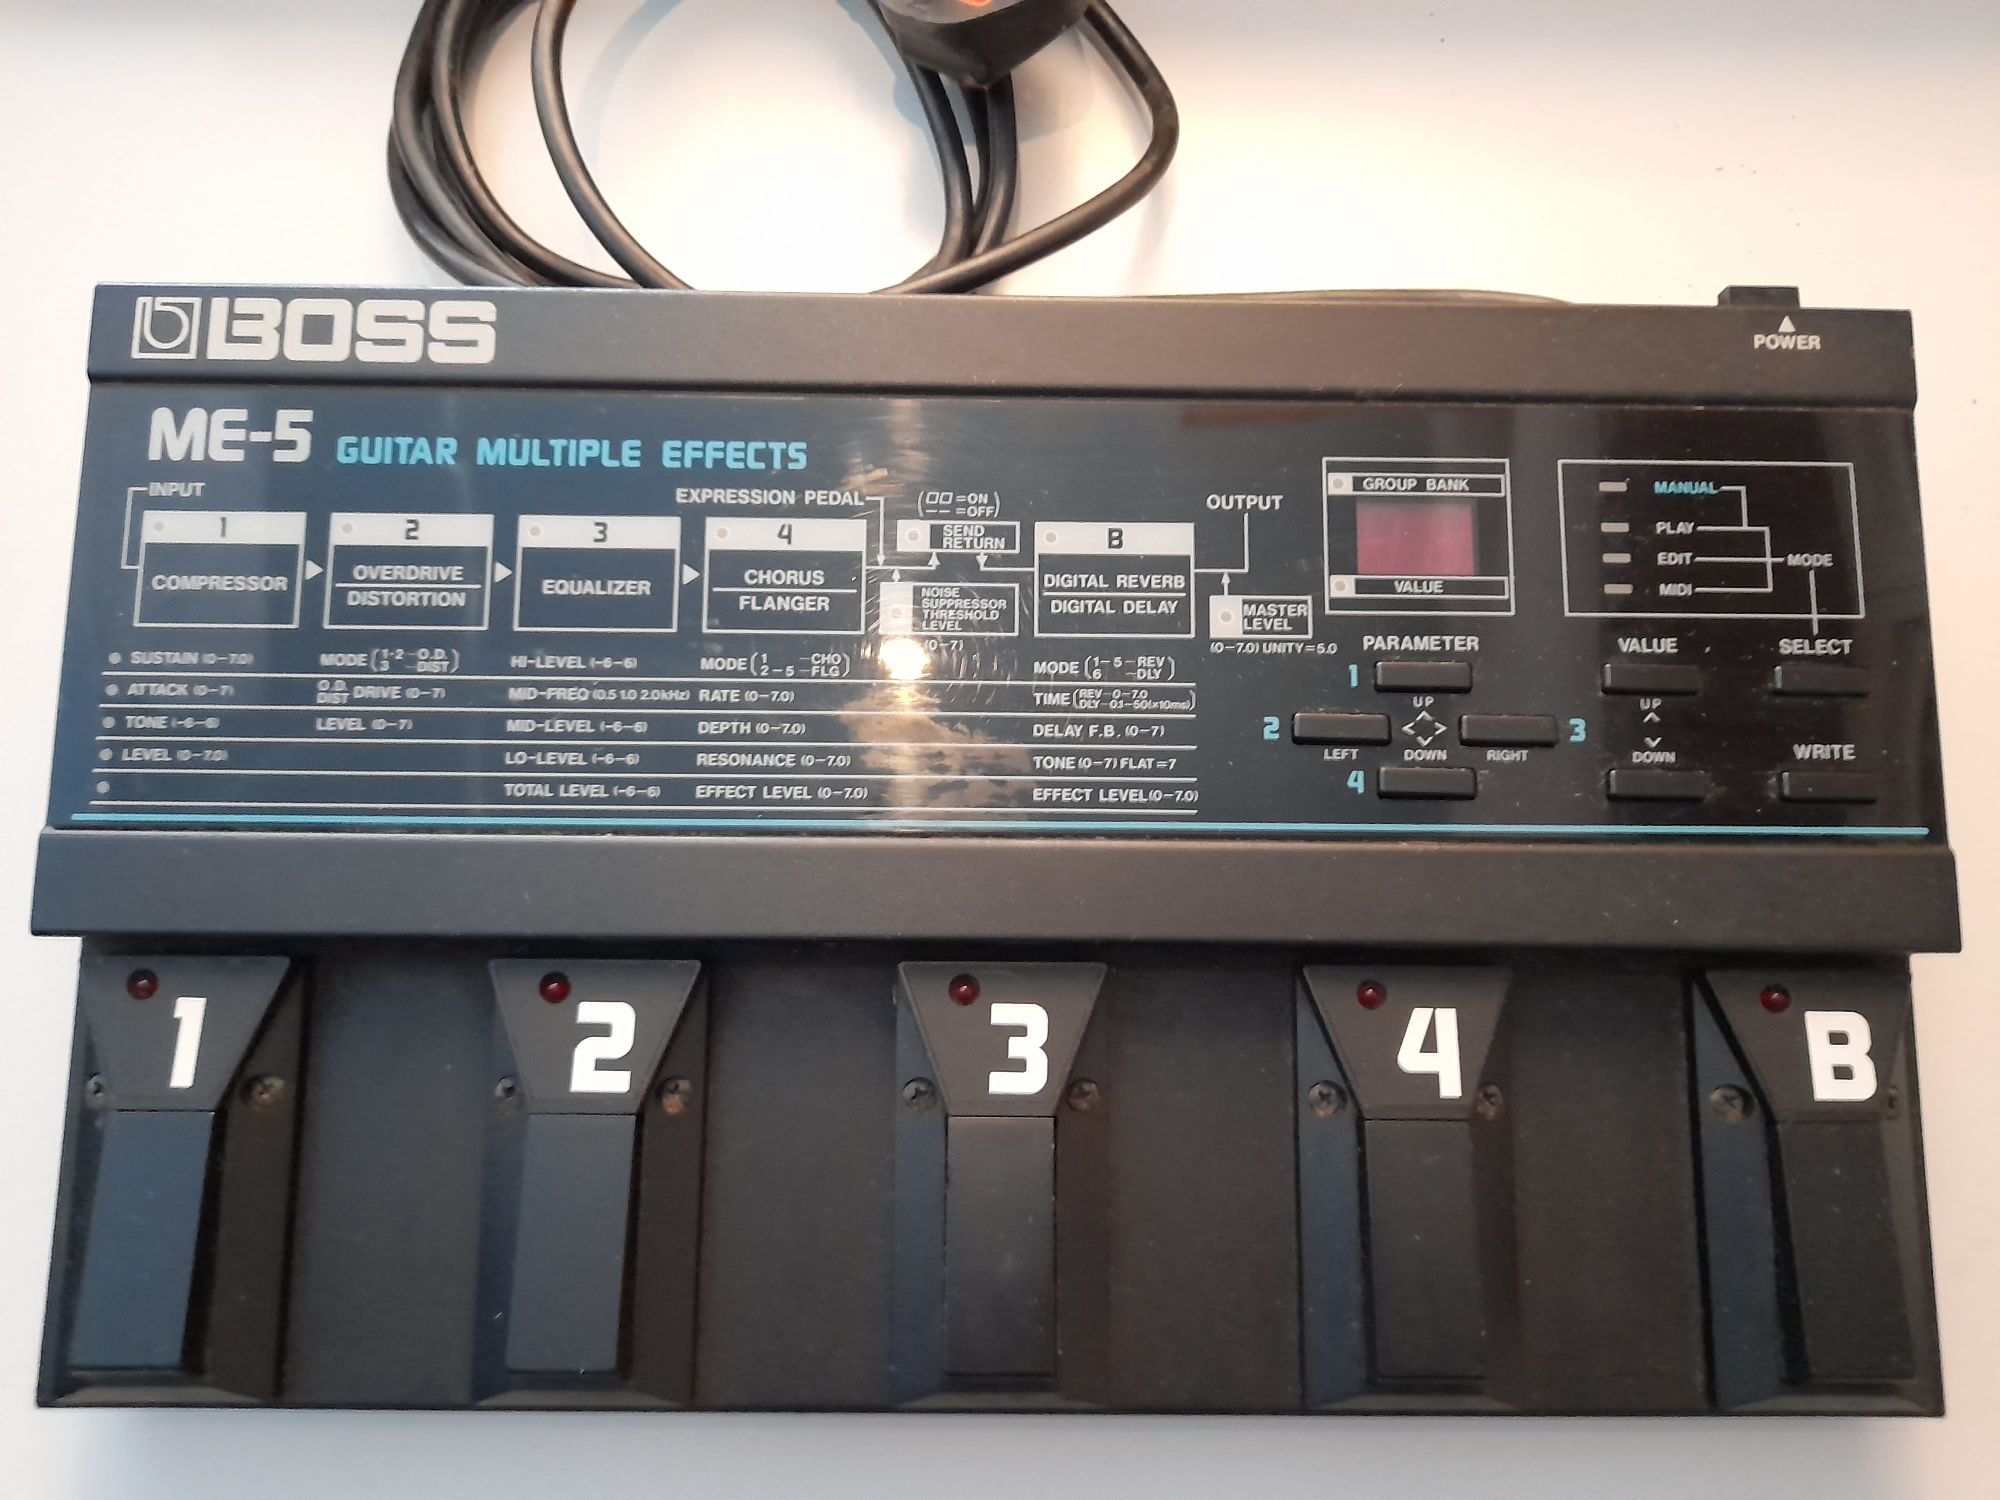 BOSS
POWER
ME-5 GUITAR MULTIPLE EFFECTS
INPUT
EXPRESSION PEDAL
(▭▭=ON
−−=OFF)
OUTPUT
GROUP BANK
VALUE
MANUAL
PLAY
EDIT
MIDI
MODE
1
COMPRESSOR
2
OVERDRIVE
DISTORTION
3
EQUALIZER
4
CHORUS
FLANGER
SEND
RETURN
NOISE
SUPPRESSOR
THRESHOLD
LEVEL
(0–7)
B
DIGITAL REVERB
DIGITAL DELAY
MASTER
LEVEL
(0–7.0) UNITY=5.0
SUSTAIN (0–7.0)
MODE (1·2–O.D.
3 –DIST)
HI-LEVEL (-6–6)
MODE (1 –CHO
2–5–FLG)
MODE (1–5–REV
6 –DLY)
ATTACK (0–7)
O.D.
DIST DRIVE (0–7)
MID-FREQ (0.5 1.0 2.0kHz)
RATE (0–7.0)
TIME (REV–0–7.0
DLY–0.1–50(×10ms))
TONE (-6–6)
LEVEL (0–7)
MID-LEVEL (-6–6)
DEPTH (0–7.0)
DELAY F.B. (0–7)
LEVEL (0–7.0)
LO-LEVEL (-6–6)
RESONANCE (0–7.0)
TONE (0–7) FLAT=7
TOTAL LEVEL (-6–6)
EFFECT LEVEL (0–7.0)
EFFECT LEVEL (0–7.0)
PARAMETER
1
UP
2
LEFT
DOWN
RIGHT
3
4
VALUE
UP
DOWN
SELECT
WRITE
1
2
3
4
B